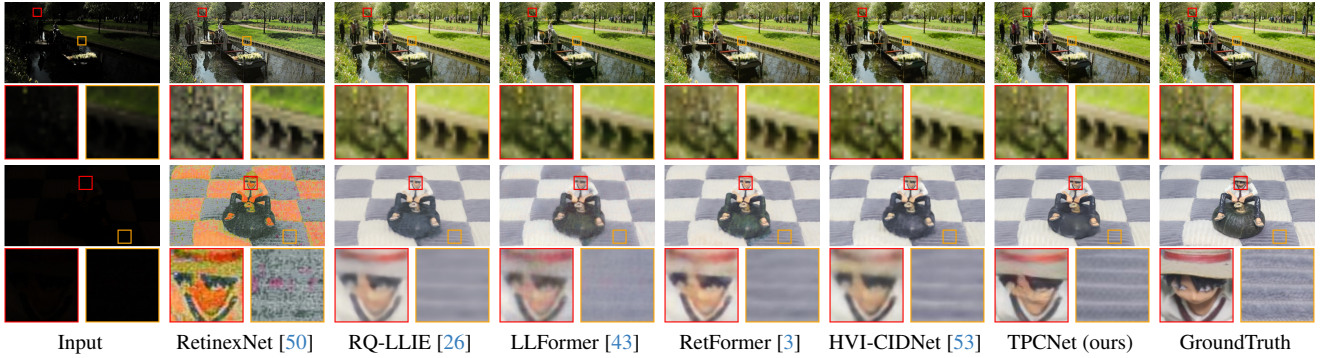 Input RetinexNet [50] RQ-LLIE [26] LLFormer [43] RetFormer [3] HVI-CIDNet [53] TPCNet (ours) GroundTruth